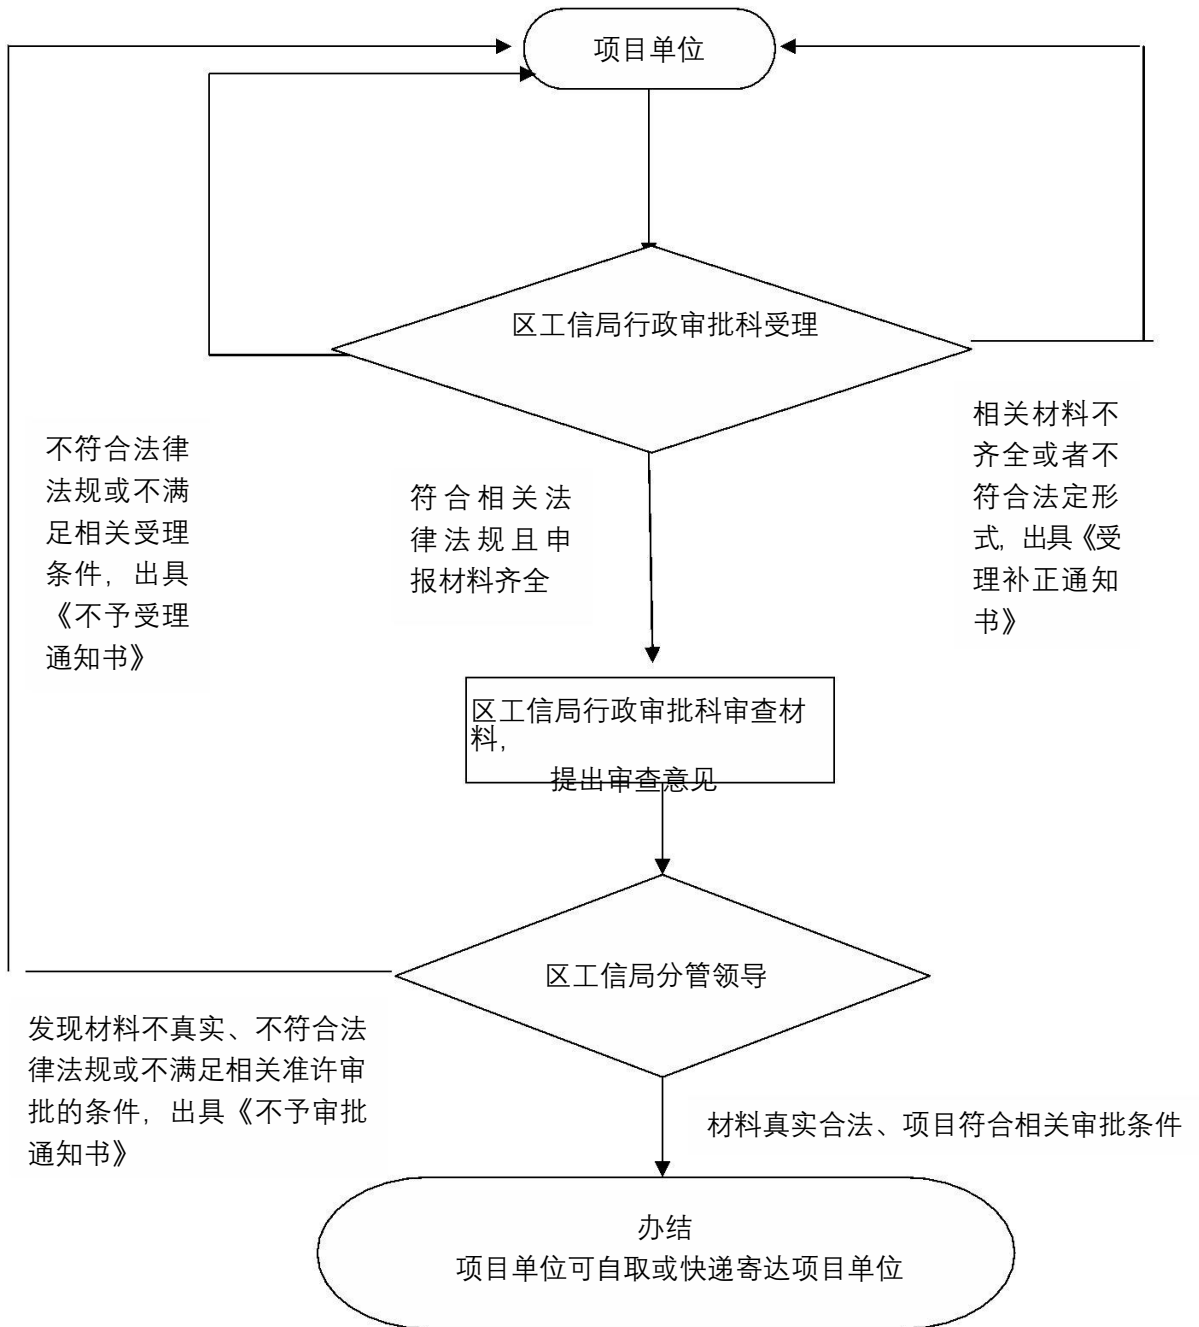 项目单位
区工信局行政审批科受理
相关材料不
齐全或者不
符合法定形
式，出具《受
理补正通知
书》
不符合法律
法规或不满
足相关受理
条件，出具
《不予受理
通知书》
符合相关法
律法规且申
报材料齐全
区工信局行政审批科审查材
料，
提出审查意见
区工信局分管领导
发现材料不真实、不符合法
律法规或不满足相关准许审
批的条件，出具《不予审批
通知书》
材料真实合法、项目符合相关审批条件
办结
项目单位可自取或快递寄达项目单位